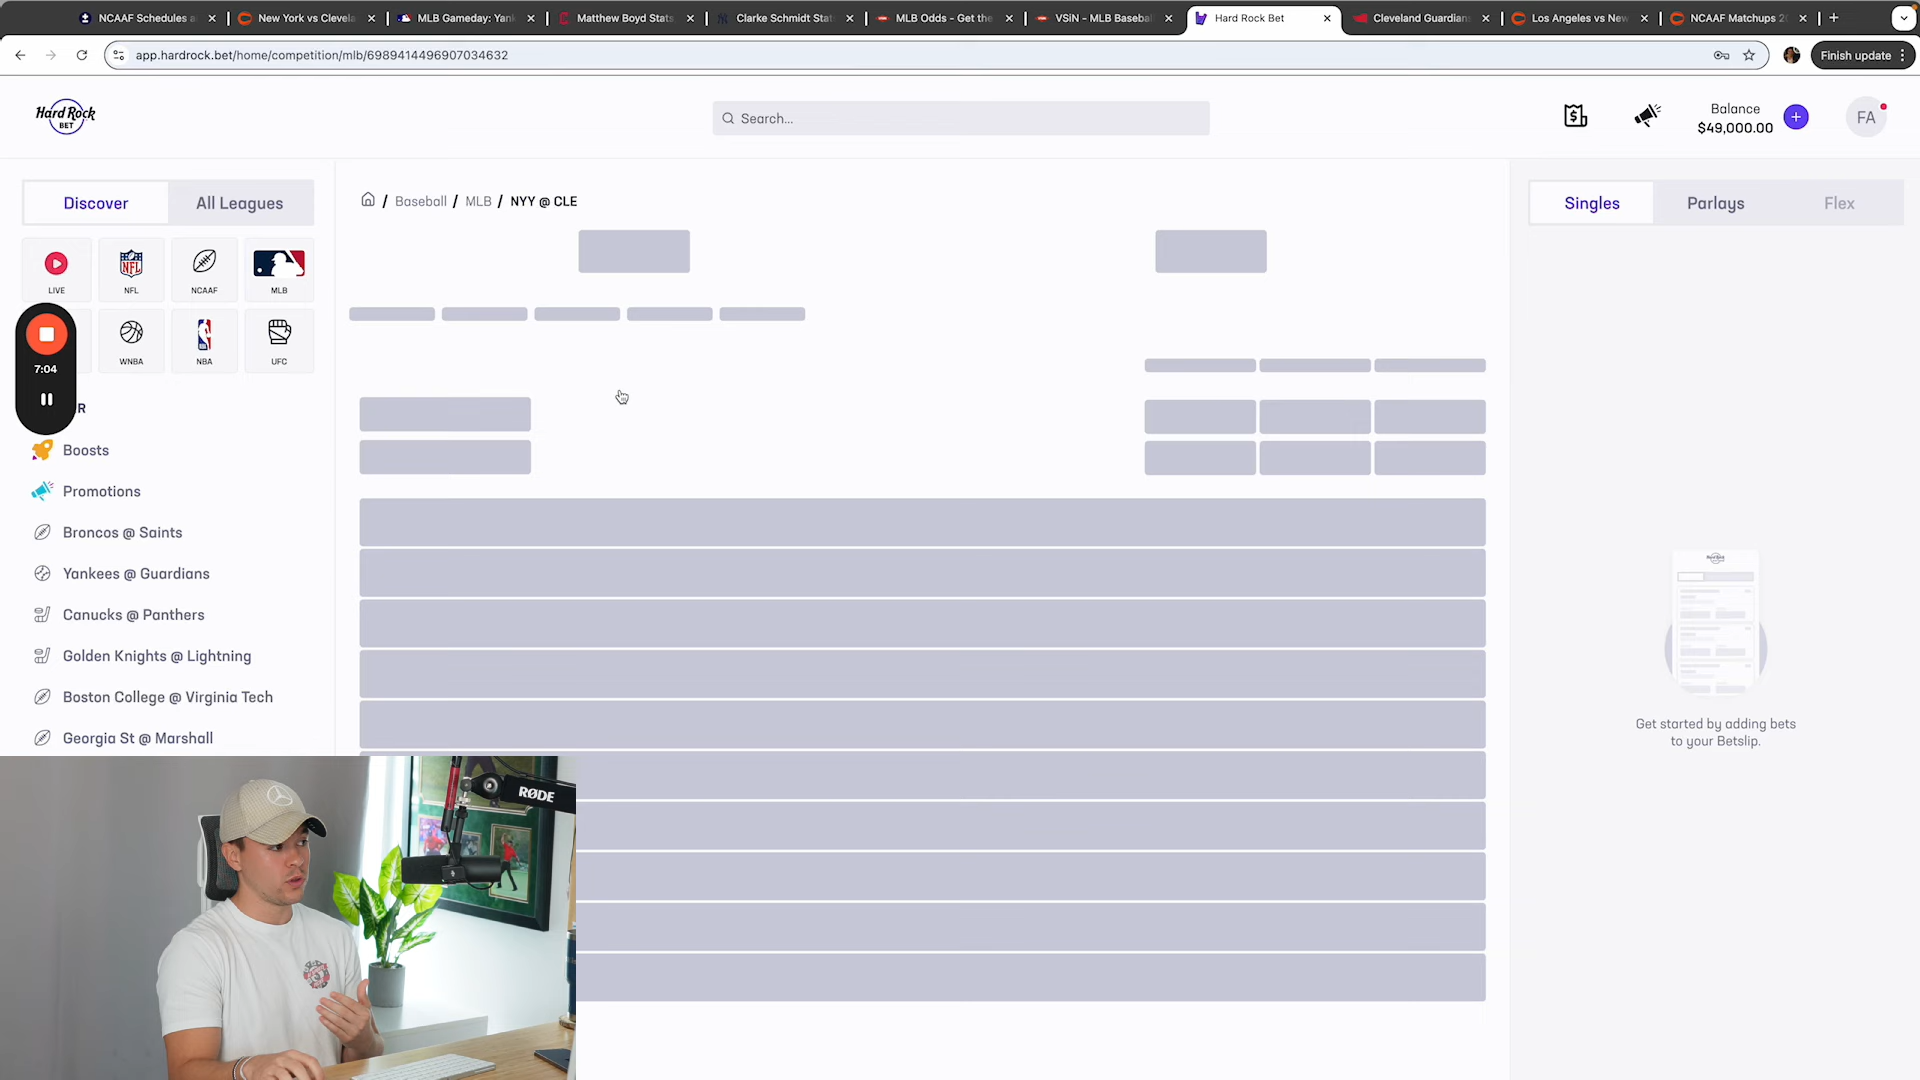 NCAAF Schedules a
New York vs Clevela
MLB Gameday: Yank
Matthew Boyd Stats,
Clarke Schmidt Stat
MLB Odds - Get the
VSiN - MLB Baseba
Hard Rock Bet
Cleveland Guardians
Los Angeles vs New
NCAAF Matchups 2
app.hardrock.bet/home/competition/mlb/6989414496907034632
Finish update
Hard Rock
BET
Search...
Balance
$49,000.00
FA
Discover
All Leagues
Baseball / MLB / NYY @ CLE
Singles
Parlays
Flex
LIVE
NFL
NCAAF
MLB
WNBA
NBA
UFC
7:04
R
Boosts
Promotions
Broncos @ Saints
Yankees @ Guardians
Canucks @ Panthers
Golden Knights @ Lightning
Boston College @ Virginia Tech
Georgia St @ Marshall
Get started by adding bets
to your Betslip.
RØDE